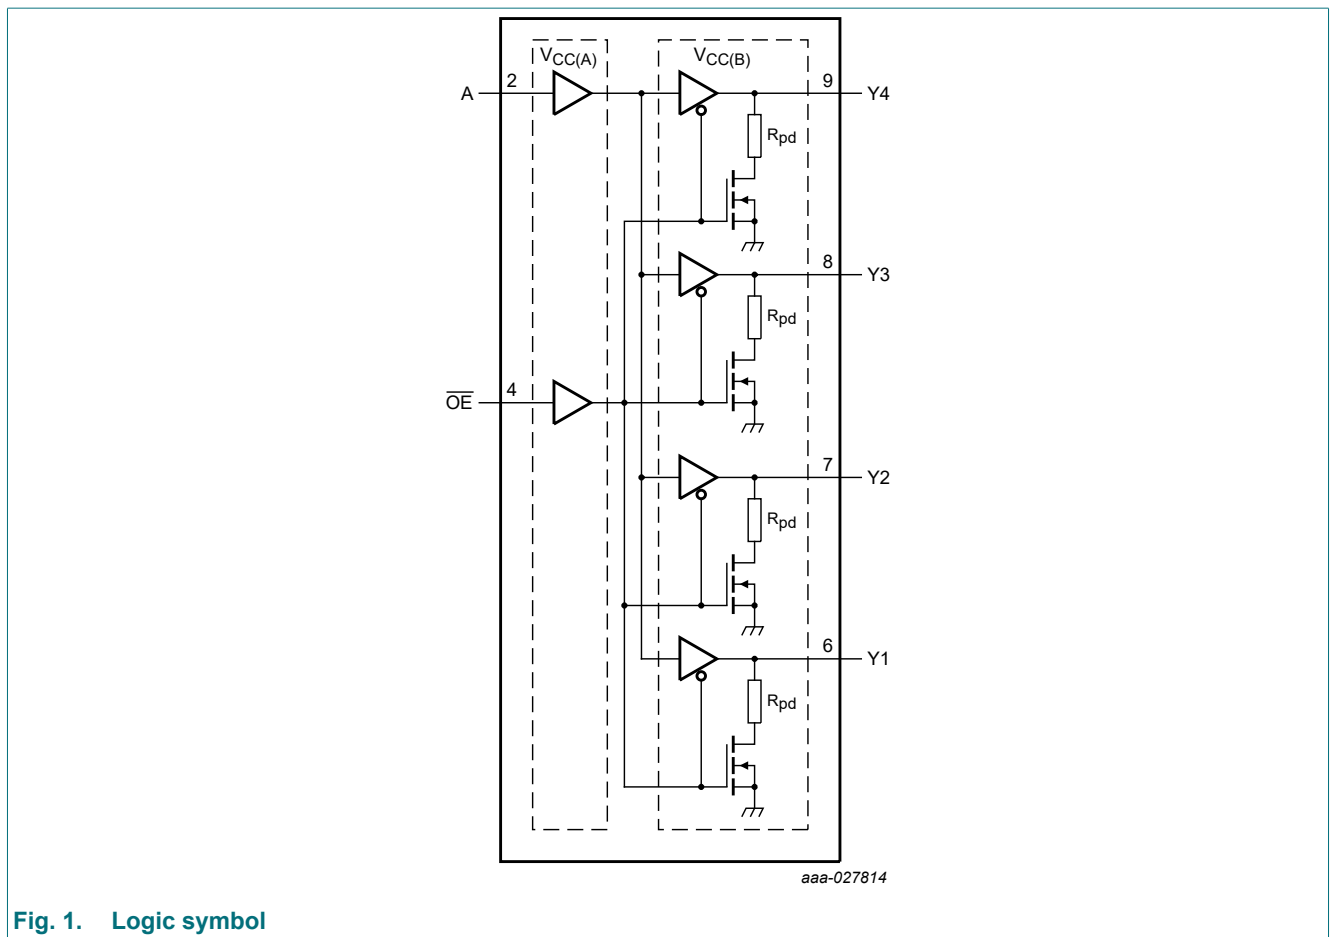 VCC(A) VCC(B)
A 2 9 Y4
Rpd
8 Y3
Rpd
OE 4
7 Y2
Rpd
6 Y1
Rpd
aaa-027814
Fig. 1. Logic symbol